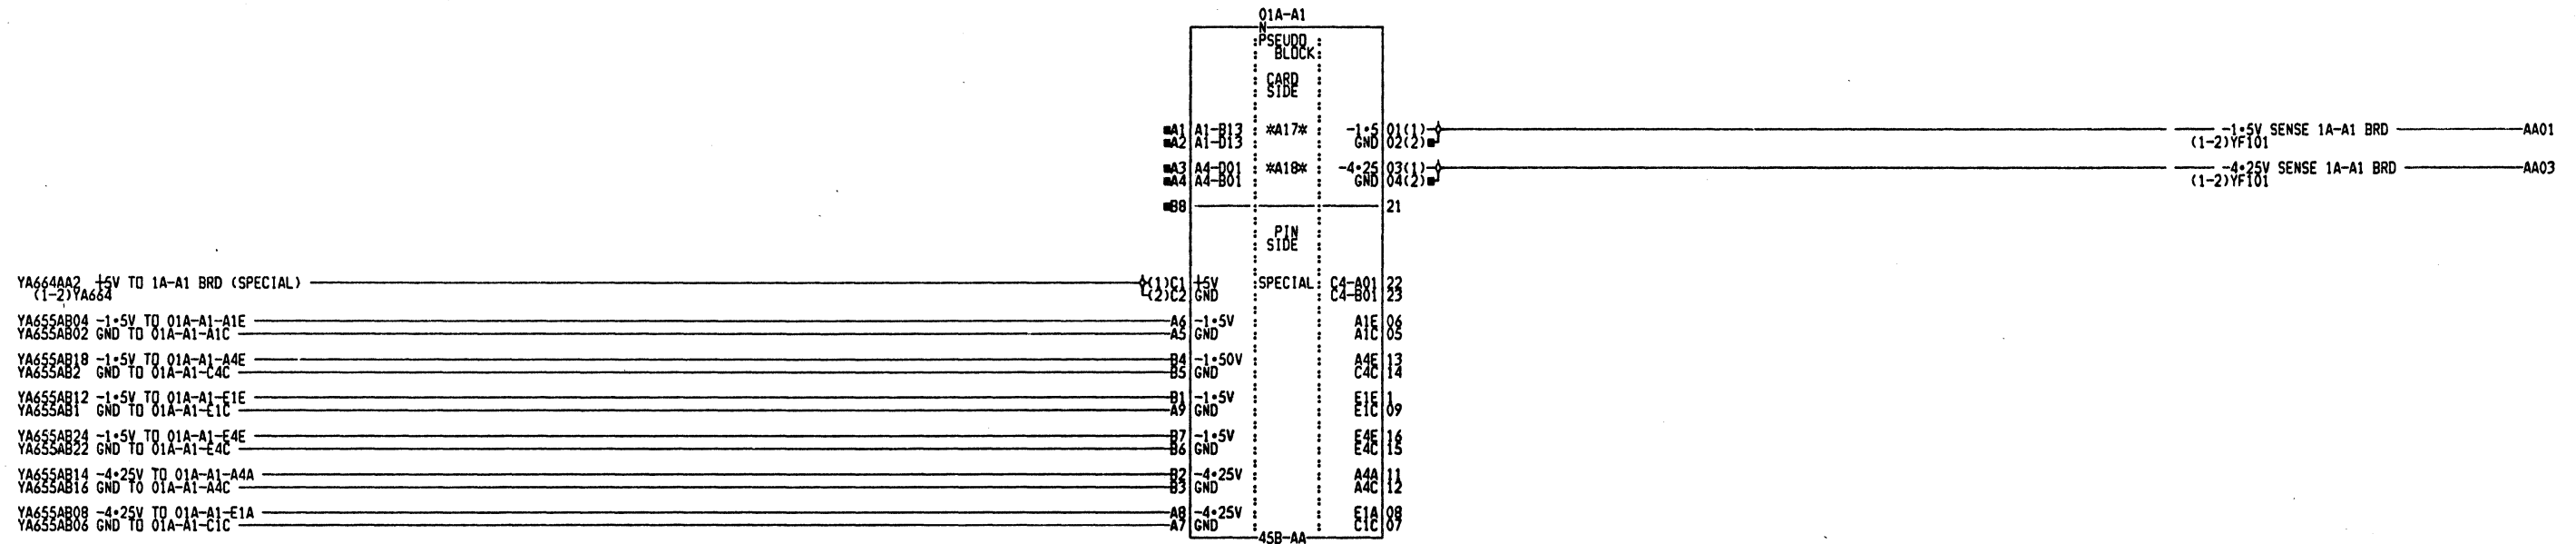 01A-A1
N
PSEUDO
BLOCK
CARD
SIDE
A1 A1-B13 *A17* -1.5 01(1) -1.5V SENSE 1A-A1 BRD AA01
A2 A1-D13 GND 02(2) (1-2)YF101
A3 A4-D01 *A18* -4.25 03(1) -4.25V SENSE 1A-A1 BRD AA03
A4 A4-B01 GND 04(2) (1-2)YF101
B8 21
PIN
SIDE
YA664AA2 +5V TO 1A-A1 BRD (SPECIAL) (1)C1 +5V SPECIAL C4-A01 22
(1-2)YA664 (2)C2 GND C4-B01 23
YA655AB04 -1.5V TO 01A-A1-A1E A6 -1.5V A1E 06
YA655AB02 GND TO 01A-A1-A1C A5 GND A1C 05
YA655AB18 -1.5V TO 01A-A1-A4E B4 -1.50V A4E 13
YA655AB2 GND TO 01A-A1-C4C B5 GND C4C 14
YA655AB12 -1.5V TO 01A-A1-E1E B1 -1.5V E1E 1
YA655AB1 GND TO 01A-A1-E1C A9 GND E1C 09
YA655AB24 -1.5V TO 01A-A1-E4E B7 -1.5V E4E 16
YA655AB22 GND TO 01A-A1-E4C B6 GND E4C 15
YA655AB14 -4.25V TO 01A-A1-A4A B2 -4.25V A4A 11
YA655AB16 GND TO 01A-A1-A4C B3 GND A4C 12
YA655AB08 -4.25V TO 01A-A1-E1A A8 -4.25V E1A 08
YA655AB06 GND TO 01A-A1-C1C A7 GND C1C 07
45B-AA